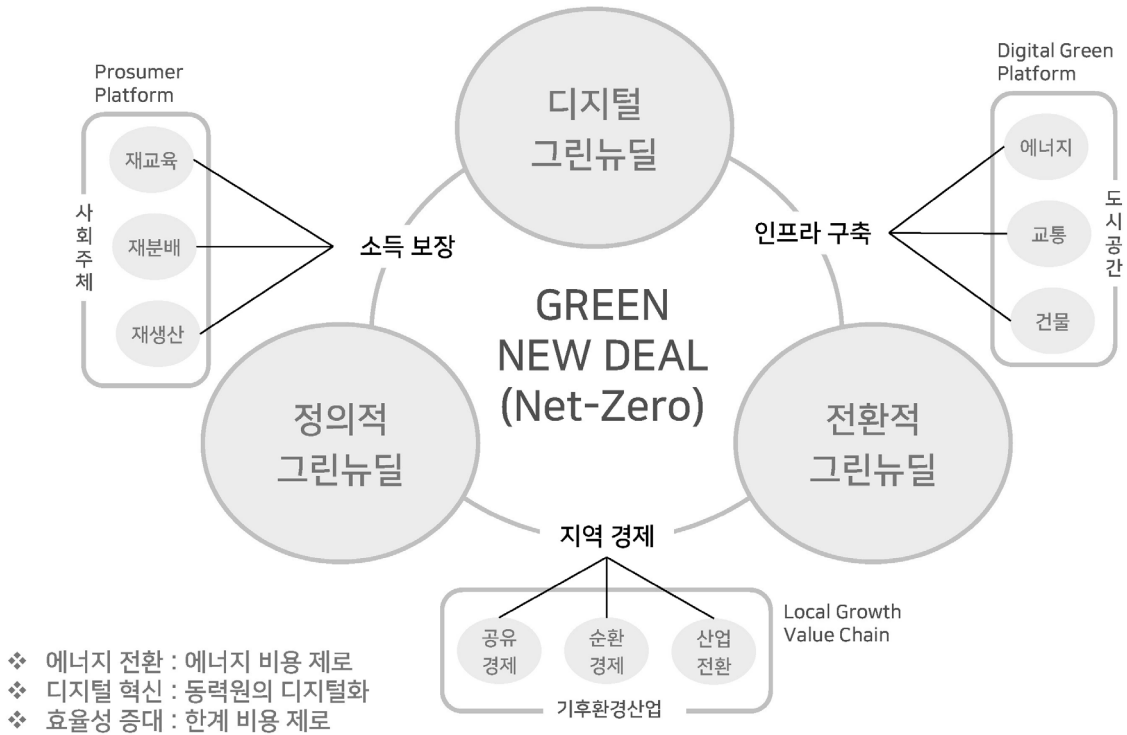 Prosumer
Platform
재교육
재분배
재생산
사회주체
소득 보장
디지털
그린뉴딜
Digital Green
Platform
에너지
교통
건물
도시공간
인프라 구축
GREEN
NEW DEAL
(Net-Zero)
정의적
그린뉴딜
전환적
그린뉴딜
지역 경제
공유
경제
순환
경제
산업
전환
기후환경산업
Local Growth
Value Chain
❖ 에너지 전환 : 에너지 비용 제로
❖ 디지털 혁신 : 동력원의 디지털화
❖ 효율성 증대 : 한계 비용 제로